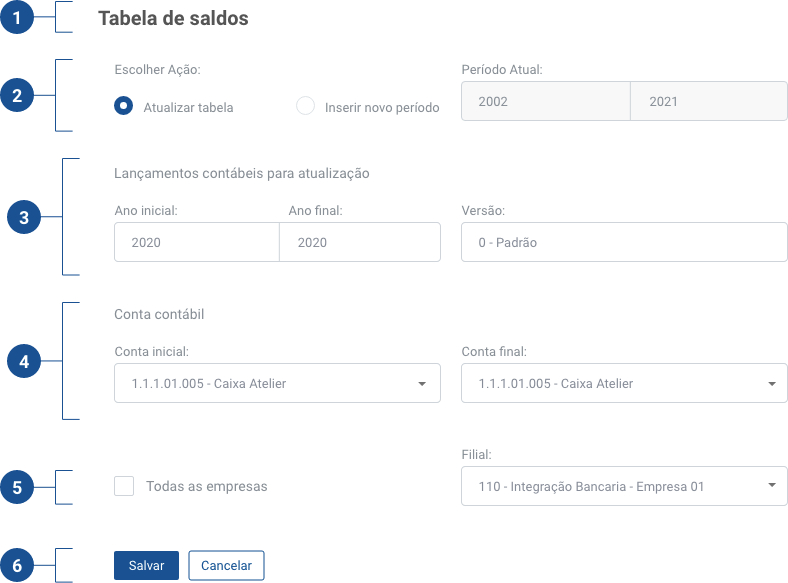 1
Tabela de saldos
2
Escolher Ação:
Período Atual:
Atualizar tabela
Inserir novo período
2002
2021
3
Lançamentos contábeis para atualização
Ano inicial:
Ano final:
Versão:
2020
2020
0 - Padrão
4
Conta contábil
Conta inicial:
Conta final:
1.1.1.01.005 - Caixa Atelier
1.1.1.01.005 - Caixa Atelier
5
Filial:
Todas as empresas
110 - Integração Bancaria - Empresa 01
6
Salvar
Cancelar